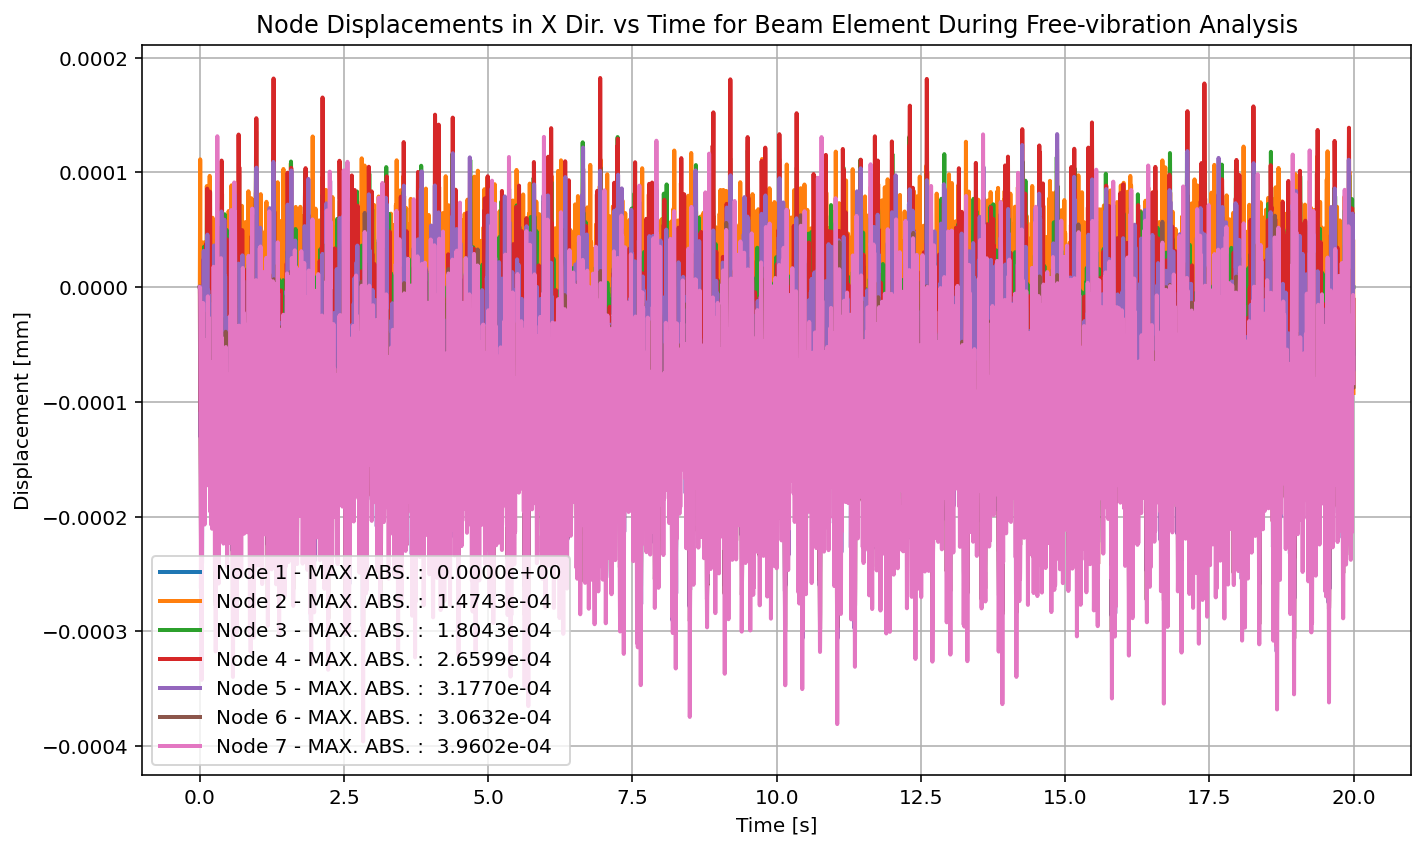 Node Displacements in X Dir. vs Time for Beam Element During Free-vibration Analysis
0.0002
0.0001
0.0000
−0.0001
−0.0002
−0.0003
−0.0004
Displacement [mm]
Node 1 - MAX. ABS. : 0.0000e+00
Node 2 - MAX. ABS. : 1.4743e-04
Node 3 - MAX. ABS. : 1.8043e-04
Node 4 - MAX. ABS. : 2.6599e-04
Node 5 - MAX. ABS. : 3.1770e-04
Node 6 - MAX. ABS. : 3.0632e-04
Node 7 - MAX. ABS. : 3.9602e-04
0.0 2.5 5.0 7.5 10.0 12.5 15.0 17.5 20.0
Time [s]